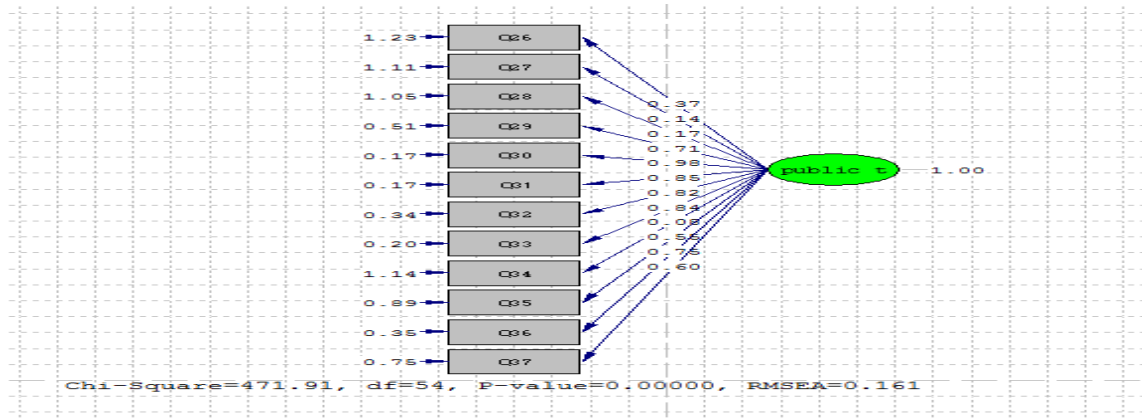 1.23 Q26
1.11 Q27
1.05 Q28
0.51 Q29
0.17 Q30
0.17 Q31
0.34 Q32
0.20 Q33
1.14 Q34
0.89 Q35
0.35 Q36
0.75 Q37
0.37
0.14
0.17
0.71
0.98
0.85
0.82
0.84
0.08
0.55
0.75
0.60
public t 1.00
Chi-Square=471.91, df=54, P-value=0.00000, RMSEA=0.161